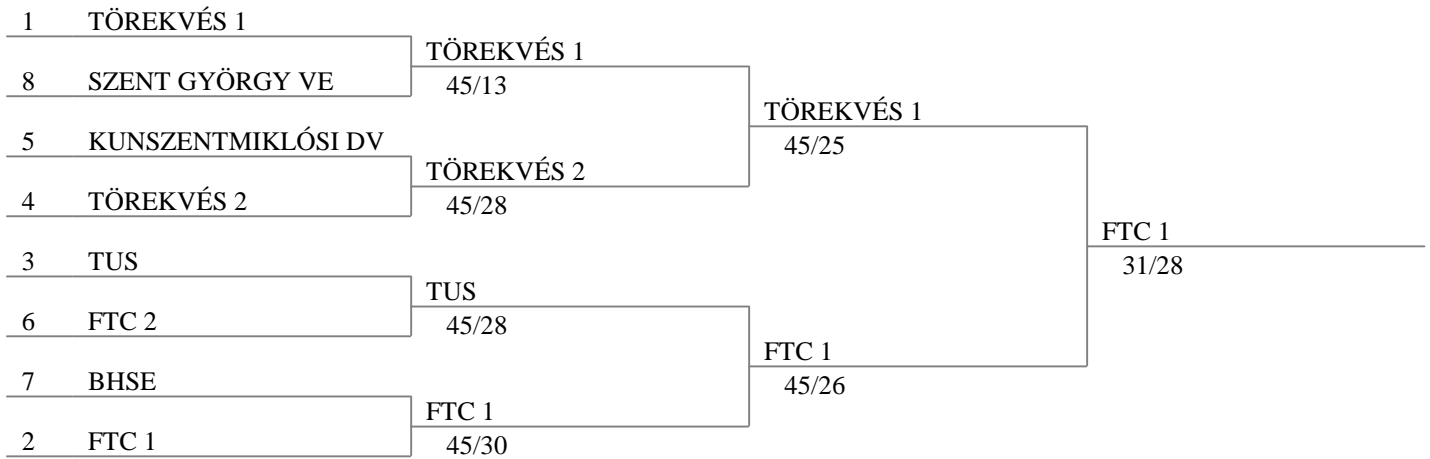 1 TÖREKVÉS 1
TÖREKVÉS 1
8 SZENT GYÖRGY VE
45/13
TÖREKVÉS 1
5 KUNSZENTMIKLÓSI DV
45/25
TÖREKVÉS 2
4 TÖREKVÉS 2
45/28
FTC 1
3 TUS
31/28
TUS
6 FTC 2
45/28
FTC 1
7 BHSE
45/26
FTC 1
2 FTC 1
45/30